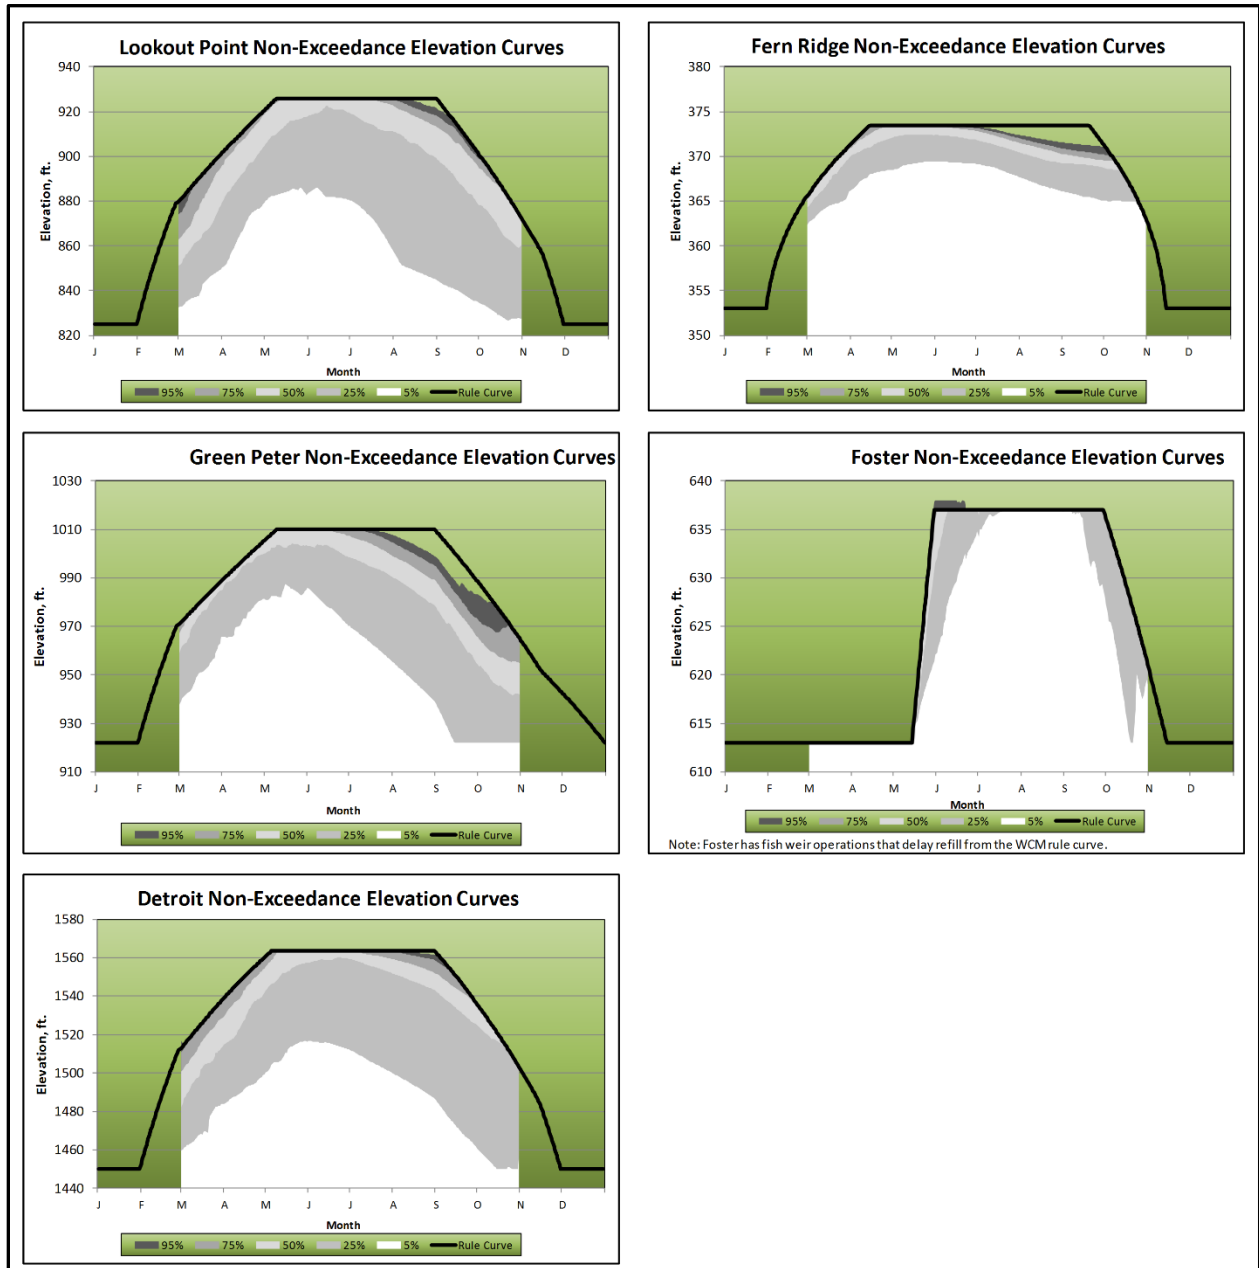 Lookout Point Non-Exceedance Elevation Curves
Elevation, ft.
940
920
900
880
860
840
820
J F M A M J J A S O N D
Month
95% 75% 50% 25% 5% Rule Curve
Fern Ridge Non-Exceedance Elevation Curves
Elevation, ft.
380
375
370
365
360
355
350
J F M A M J J A S O N D
Month
95% 75% 50% 25% 5% Rule Curve
Green Peter Non-Exceedance Elevation Curves
Elevation, ft.
1030
1010
990
970
950
930
910
J F M A M J J A S O N D
Month
95% 75% 50% 25% 5% Rule Curve
Foster Non-Exceedance Elevation Curves
Elevation, ft.
640
635
630
625
620
615
610
J F M A M J J A S O N D
Month
95% 75% 50% 25% 5% Rule Curve
Note: Foster has fish weir operations that delay refill from the WCM rule curve.
Detroit Non-Exceedance Elevation Curves
Elevation, ft.
1580
1560
1540
1520
1500
1480
1460
1440
J F M A M J J A S O N D
Month
95% 75% 50% 25% 5% Rule Curve